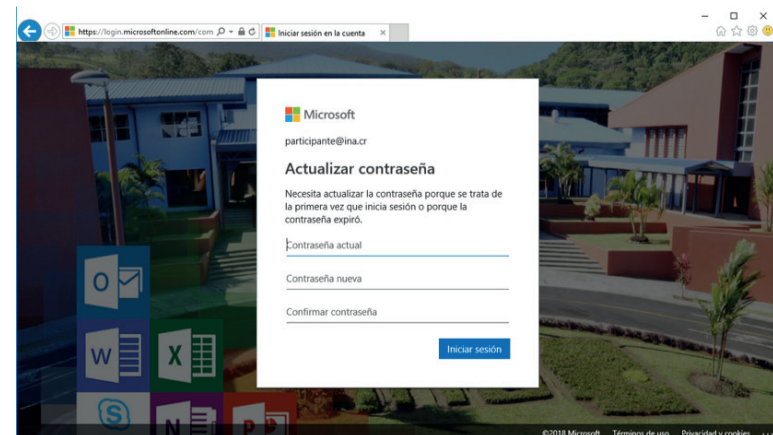 https://login.microsoftonline.com/com
Iniciar sesión en la cuenta
Microsoft
participante@ina.cr
Actualizar contraseña
Necesita actualizar la contraseña porque se trata de
la primera vez que inicia sesión o porque la
contraseña expiró.
Contraseña actual
Contraseña nueva
Confirmar contraseña
Iniciar sesión
O
W
X
S
N
P
©2018 Microsoft Términos de uso Privacidad y cookies ...